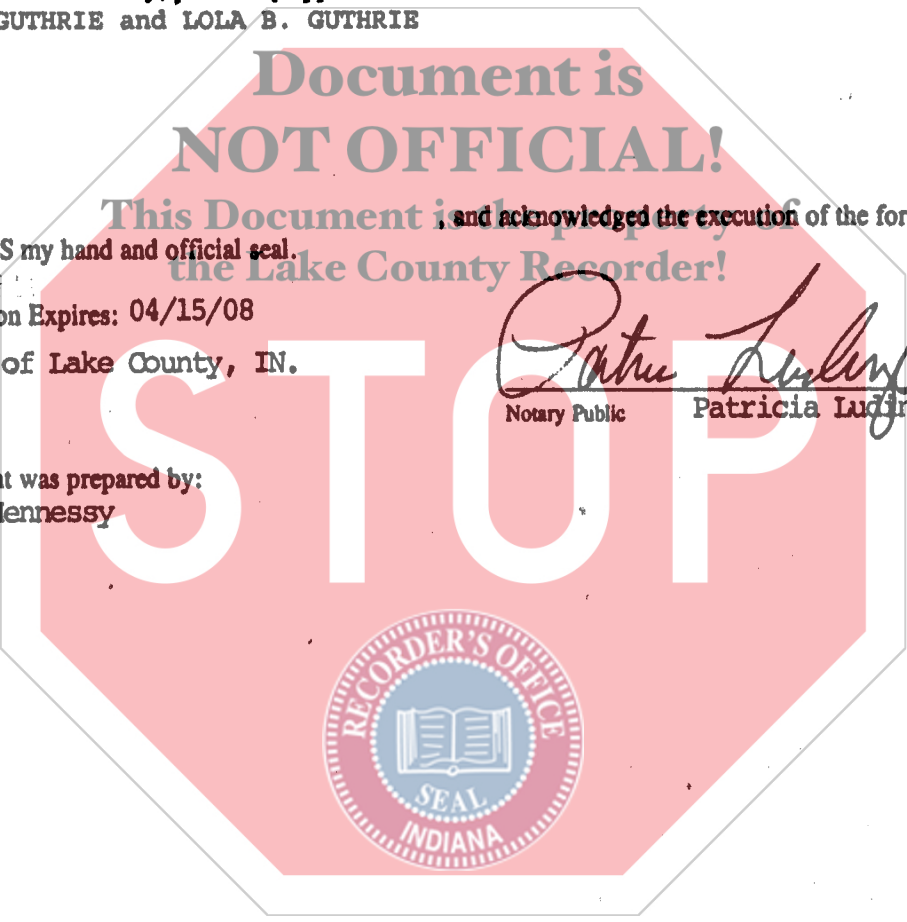 GUTHRIE and LOLA B. GUTHRIE
Document is
NOT OFFICIAL!
This Document is the property of
the Lake County Recorder!
, and acknowledged the execution of the for
S my hand and official seal.
on Expires: 04/15/08
of Lake County, IN.
Notary Public Patricia
nt was prepared by:
Hennessy
STOP
RECORDER'S OFFICE
SEAL
INDIANA